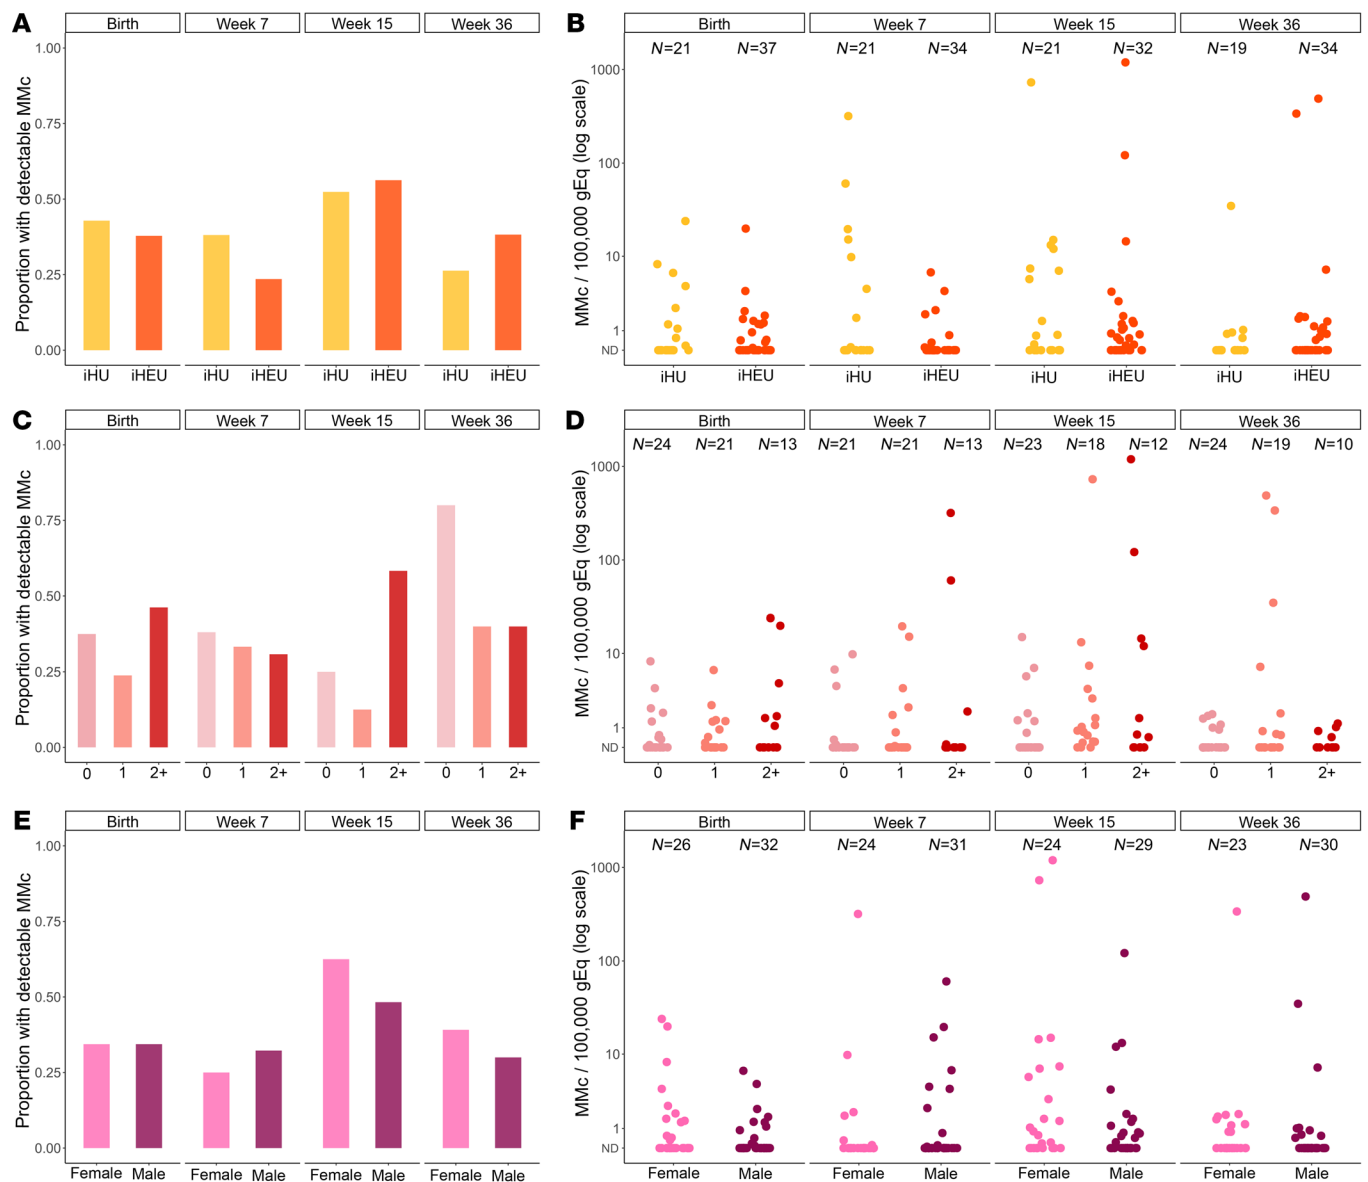 A
Birth Week 7 Week 15 Week 36
Proportion with detectable MMc
1.00
0.75
0.50
0.25
0.00
iHU iHEU iHU iHEU iHU iHEU iHU iHEU
B
Birth Week 7 Week 15 Week 36
N=21 N=37 N=21 N=34 N=21 N=32 N=19 N=34
MMc / 100,000 gEq (log scale)
1000
100
10
1
ND
iHU iHEU iHU iHEU iHU iHEU iHU iHEU
C
Birth Week 7 Week 15 Week 36
Proportion with detectable MMc
1.00
0.75
0.50
0.25
0.00
0 1 2+ 0 1 2+ 0 1 2+ 0 1 2+
D
Birth Week 7 Week 15 Week 36
N=24 N=21 N=13 N=21 N=21 N=13 N=23 N=18 N=12 N=24 N=19 N=10
MMc / 100,000 gEq (log scale)
1000
100
10
1
ND
0 1 2+ 0 1 2+ 0 1 2+ 0 1 2+
E
Birth Week 7 Week 15 Week 36
Proportion with detectable MMc
1.00
0.75
0.50
0.25
0.00
Female Male Female Male Female Male Female Male
F
Birth Week 7 Week 15 Week 36
N=26 N=32 N=24 N=31 N=24 N=29 N=23 N=30
MMc / 100,000 gEq (log scale)
1000
100
10
1
ND
Female Male Female Male Female Male Female Male